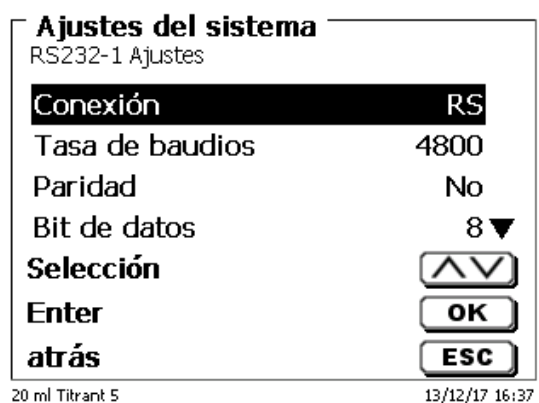 Ajustes del sistema
RS232-1 Ajustes
Conexión RS
Tasa de baudios 4800
Paridad No
Bit de datos 8
Selección
Enter OK
atrás ESC
20 ml Titrant 5 13/12/17 16:37